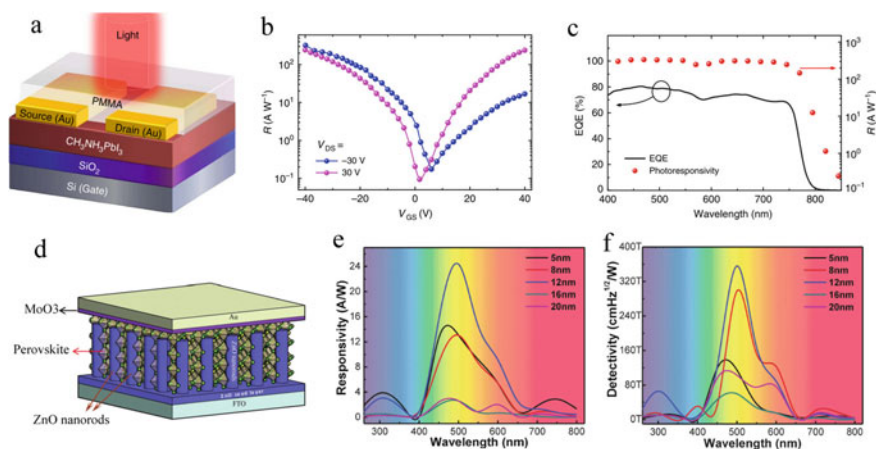 a
Light
PMMA
Source (Au)
Drain (Au)
CH3NH3PbI3
SiO2
Si (Gate)
b
R (A W⁻¹)
10²
10¹
10⁰
10⁻¹
VDS =
−30 V
30 V
−40
−20
0
20
40
VGS (V)
c
EQE (%)
100
80
60
40
20
0
EQE
Photoresponsivity
400
500
600
700
800
Wavelength (nm)
10³
10²
10¹
10⁰
10⁻¹
R (A W⁻¹)
d
MoO3
Au
Perovskite
ZnO nanorods
FTO
e
Responsivity (A/W)
24
20
16
12
8
4
0
5nm
8nm
12nm
16nm
20nm
300
400
500
600
700
800
Wavelength (nm)
f
Detectivity (cmHz1/2/W)
400T
320T
240T
160T
80T
0T
5nm
8nm
12nm
16nm
20nm
300
400
500
600
700
800
Wavelength (nm)